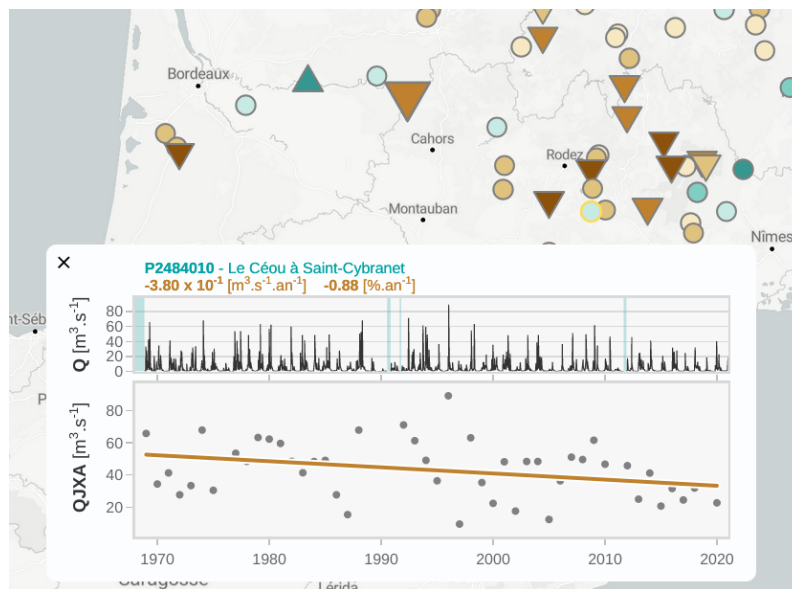 Bordeaux
Cahors
Rodez
Montauban
Nîmes
×
P2484010 - Le Céou à Saint-Cybranet
-3.80 x 10⁻¹ [m³.s⁻¹.an⁻¹] -0.88 [%.an⁻¹]
Q [m³.s⁻¹]
80
60
40
20
0
QJXA [m³.s⁻¹]
80
60
40
20
1970 1980 1990 2000 2010 2020
nt-Séb
P
Saragosse
Lérida